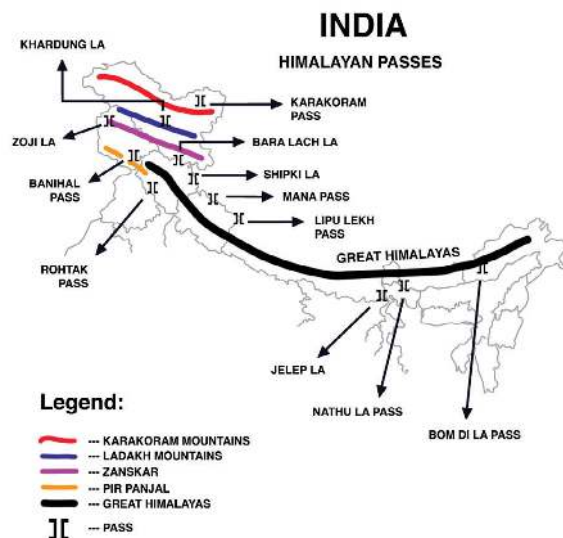 INDIA
HIMALAYAN PASSES
KHARDUNG LA
KARAKORAM
PASS
ZOJI LA
BARA LACH LA
BANIHAL
PASS
SHIPKI LA
MANA PASS
LIPU LEKH
PASS
ROHTAK
PASS
GREAT HIMALAYAS
JELEP LA
NATHU LA PASS
BOM DI LA PASS
Legend:
--- KARAKORAM MOUNTAINS
--- LADAKH MOUNTAINS
--- ZANSKAR
--- PIR PANJAL
--- GREAT HIMALAYAS
--- PASS